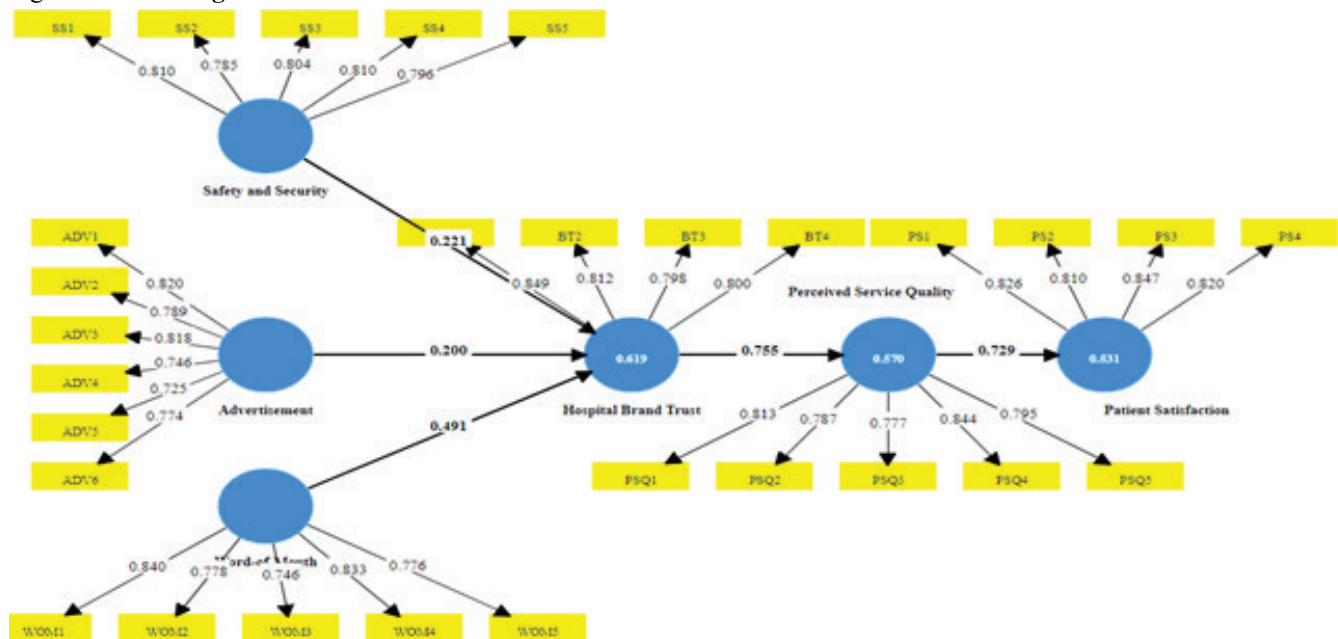 SS1 SS2 SS3 SS4 SS5
0.810 0.785 0.804 0.810 0.796
Safety and Security
ADV1
ADV2
ADV3
ADV4
ADV5
ADV6
0.820
0.789
0.818
0.746
0.725
0.774
Advertisement
0.221
0.200
0.491
BT2 BT3 BT4
0.849 0.812 0.798 0.800
0.619
Hospital Brand Trust
0.755
Perceived Service Quality
0.570
0.813 0.787 0.777 0.844 0.795
PSQ1 PSQ2 PSQ3 PSQ4 PSQ5
0.729
PS1 PS2 PS3 PS4
0.826 0.810 0.847 0.820
0.531
Patient Satisfaction
Word-of-Mouth
0.840 0.778 0.746 0.833 0.776
WOM1 WOM2 WOM3 WOM4 WOM5